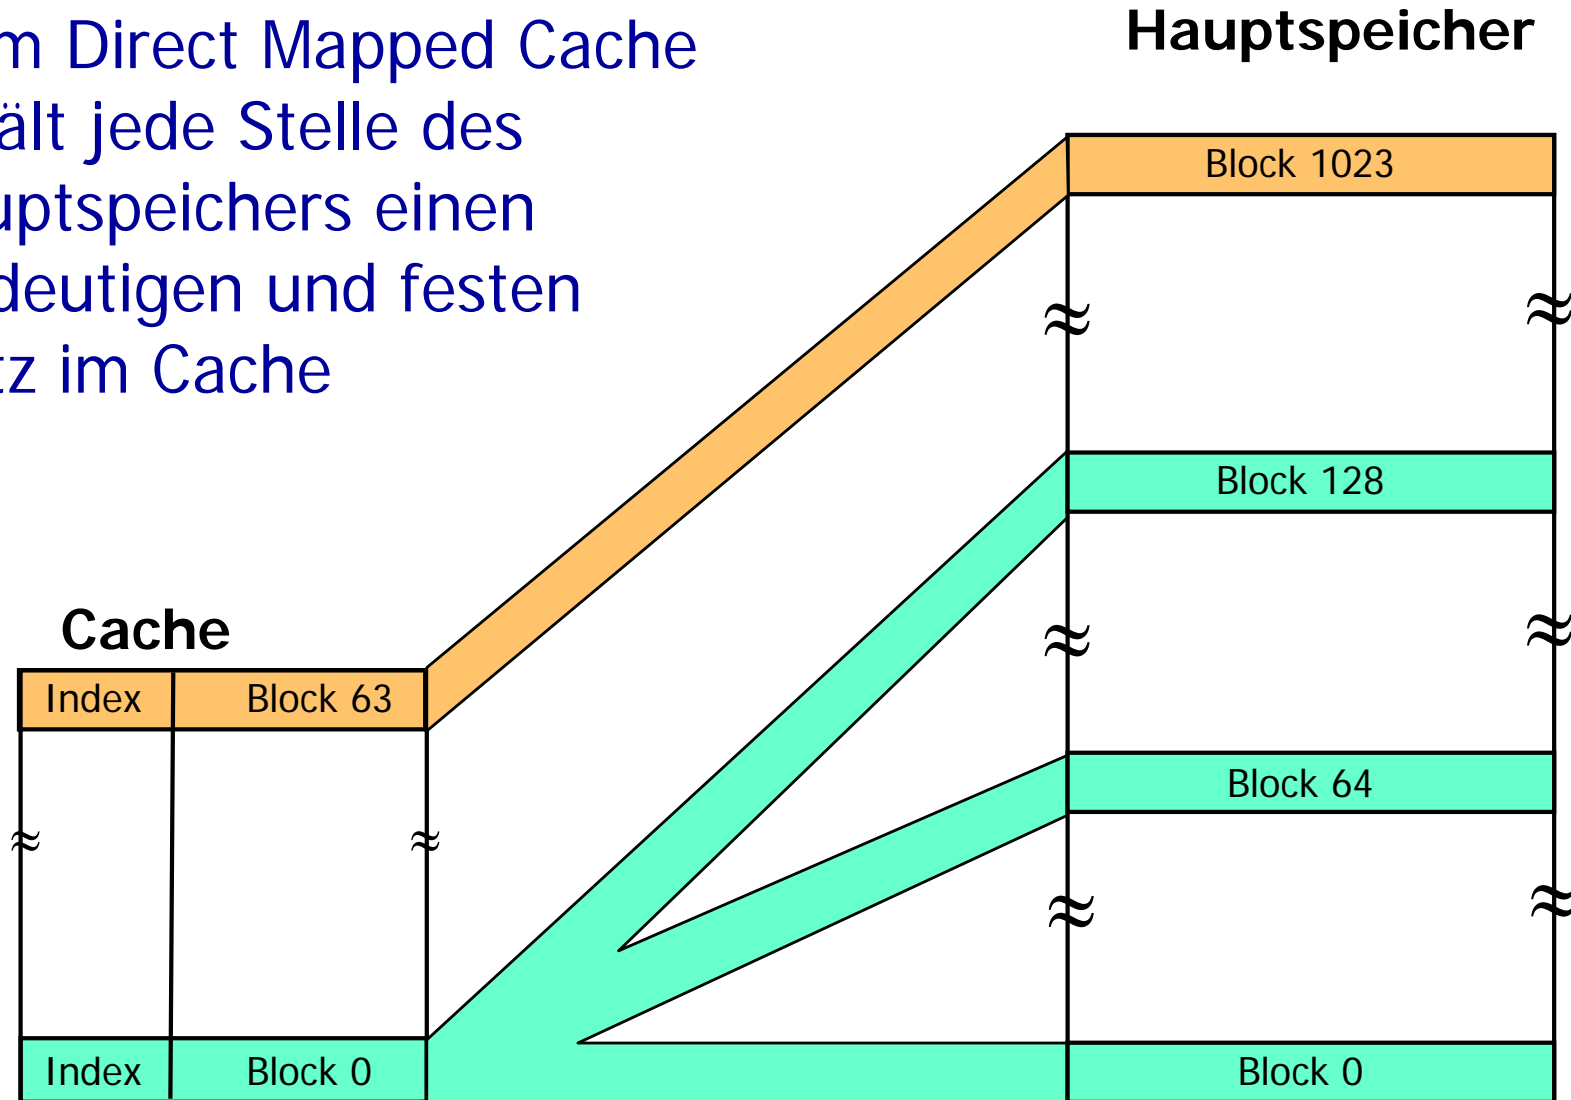 m Direct Mapped Cache
ält jede Stelle des
uptspeichers einen
deutigen und festen
tz im Cache
Hauptspeicher
Block 1023
Block 128
Block 64
Block 0
Cache
Index Block 63
Index Block 0